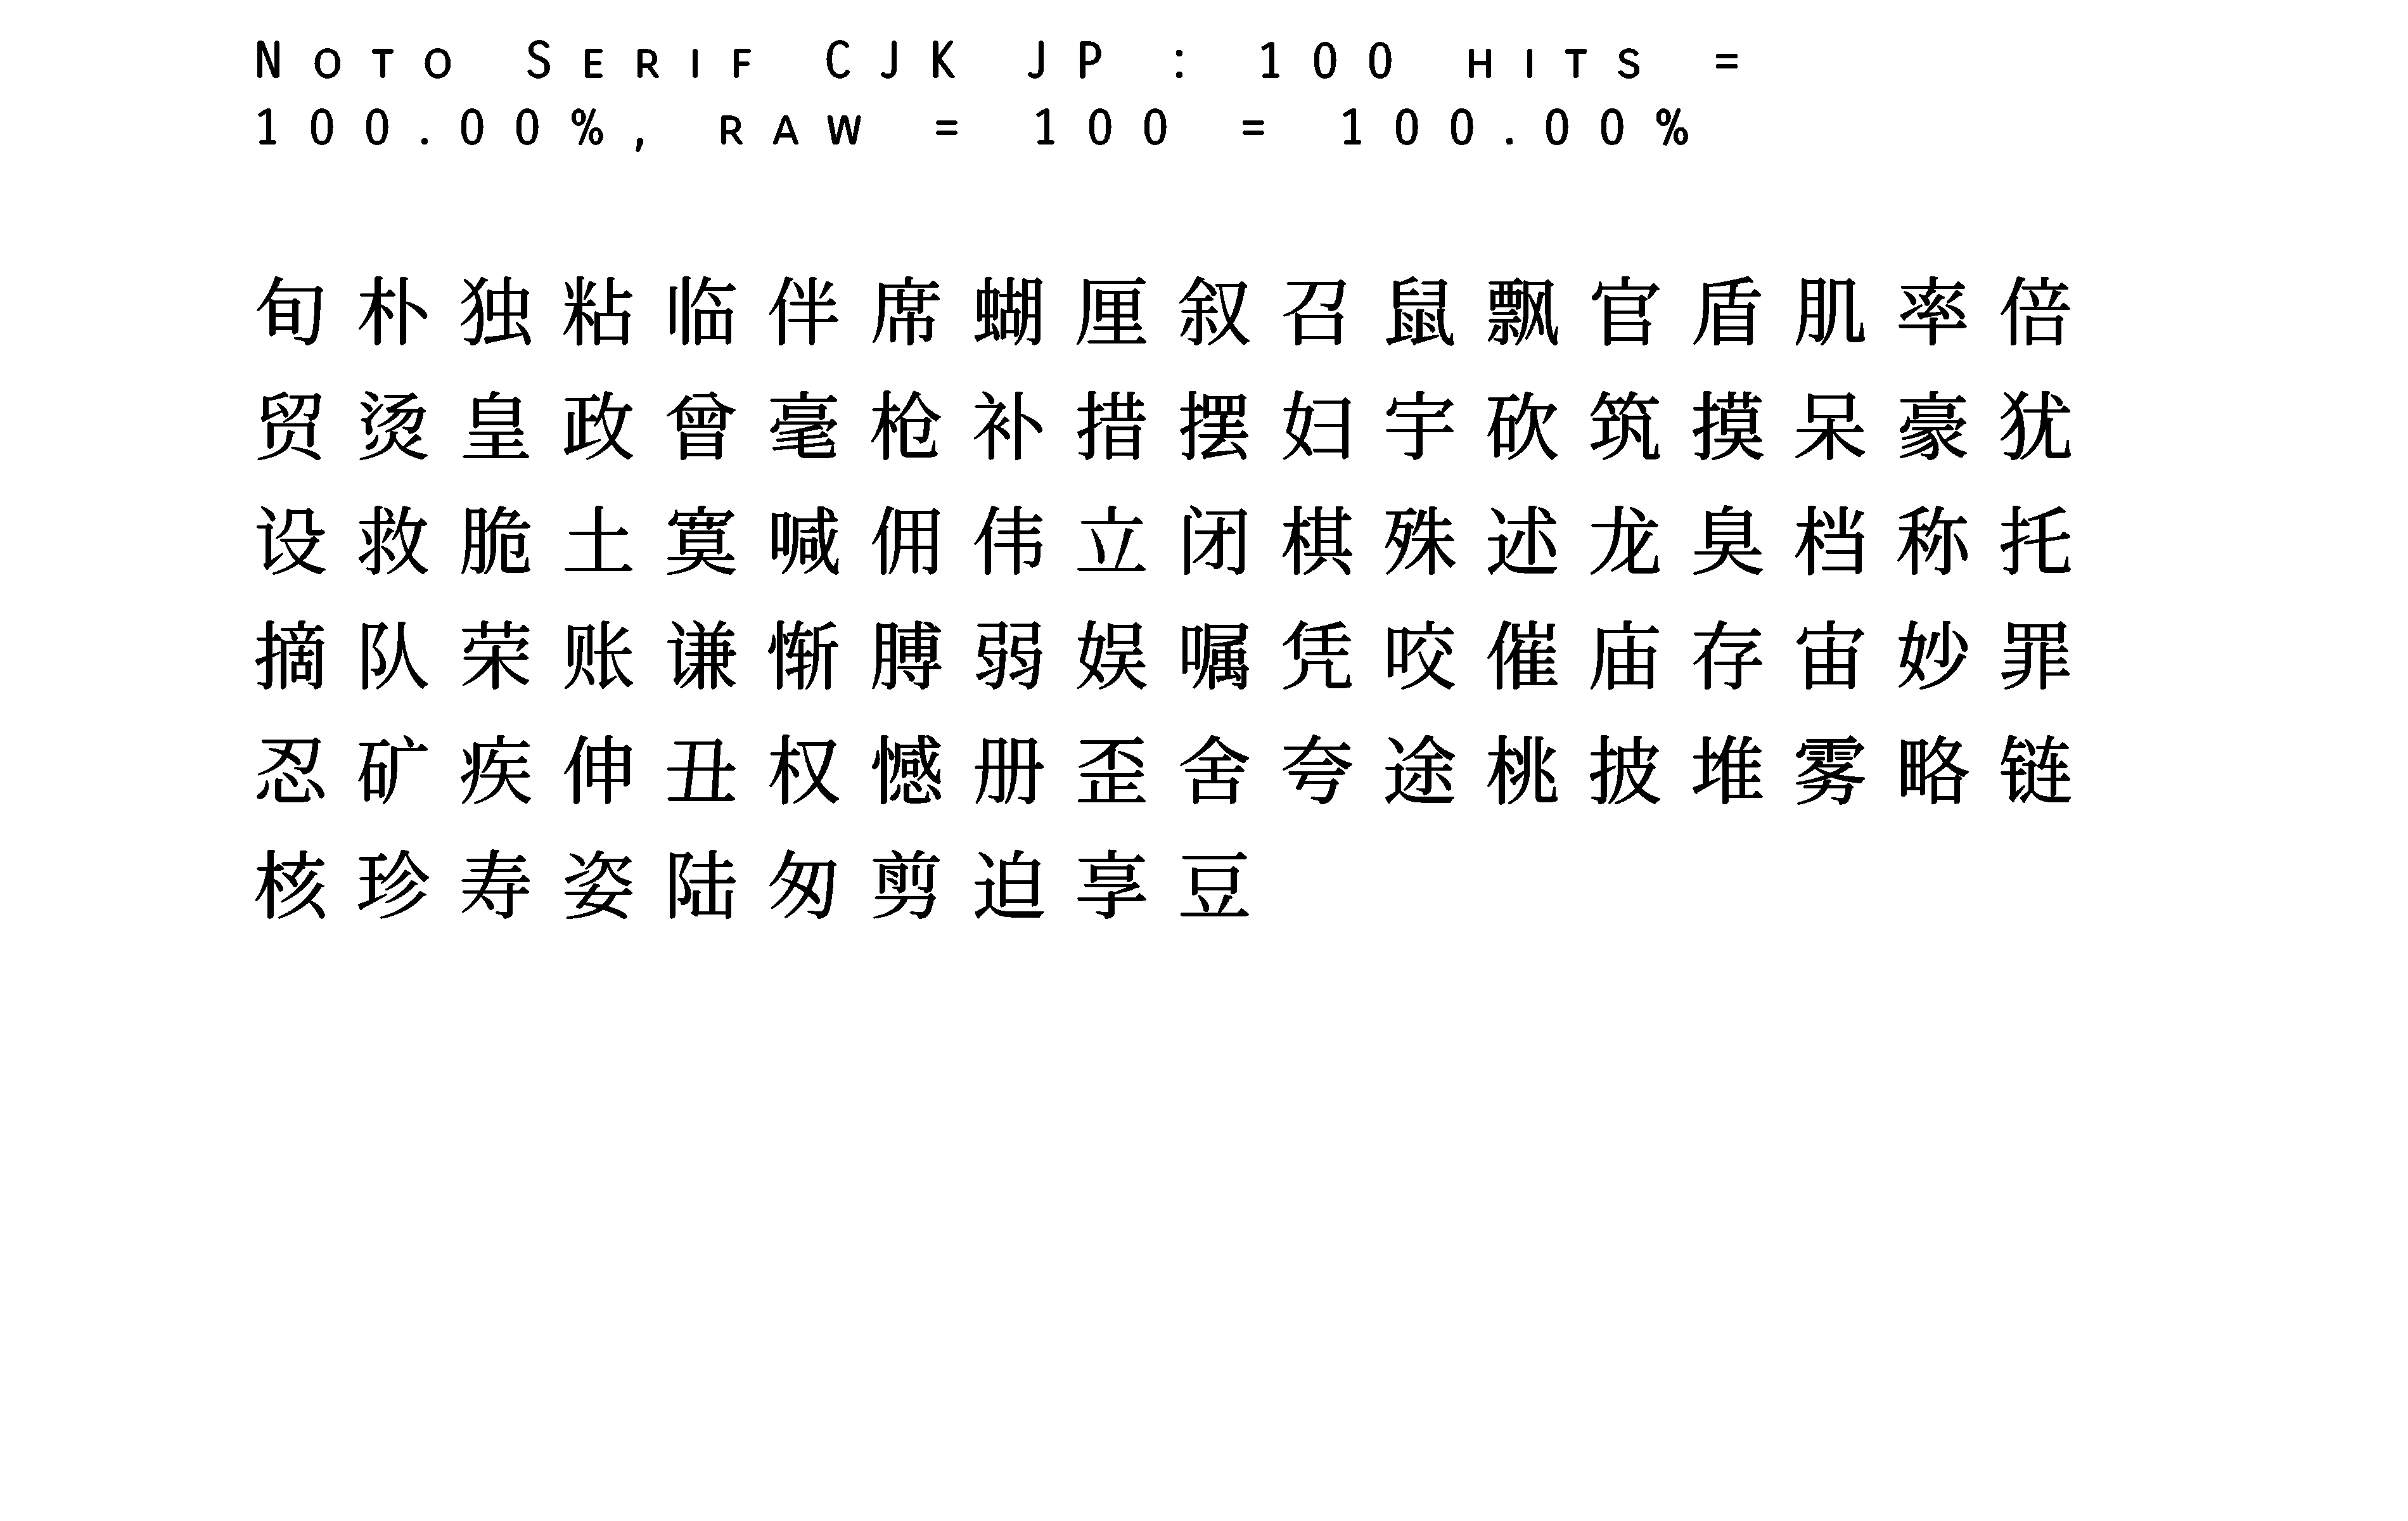 Noto Serif CJK JP : 100 hits =
100.00%, raw = 100 = 100.00%
旬朴独粘临伴席蝴厘叙召鼠飘官盾肌率倍
贸烫皇政曾毫枪补措摆妇宇砍筑摸呆豪犹
设救脆土莫喊佣伟立闭棋殊述龙臭档称托
摘队荣账谦惭膊弱娱嘱凭咬催庙存宙妙罪
忍矿疾伸丑权憾册歪舍夸途桃披堆雾略链
核珍寿姿陆匆剪迫享豆